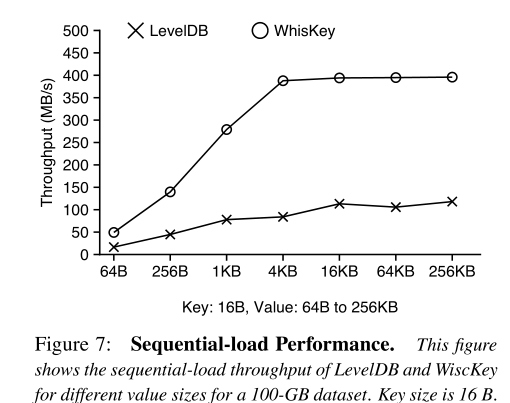 500
LevelDB
WhisKey
450
400
350
300
250
200
150
100
50
0
Throughput (MB/s)
64B 256B 1KB 4KB 16KB 64KB 256KB
Key: 16B, Value: 64B to 256KB
Figure 7: Sequential-load Performance. This figure
shows the sequential-load throughput of LevelDB and WiscKey
for different value sizes for a 100-GB dataset. Key size is 16 B.